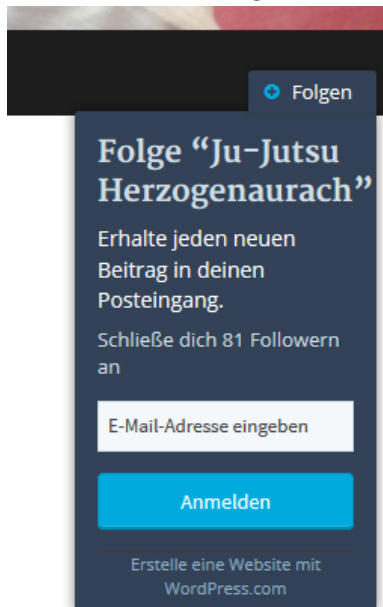 Folgen
Folge “Ju-Jutsu
Herzogenaurach”
Erhalte jeden neuen
Beitrag in deinen
Posteingang.
Schließe dich 81 Followern
an
E-Mail-Adresse eingeben
Anmelden
Erstelle eine Website mit
WordPress.com